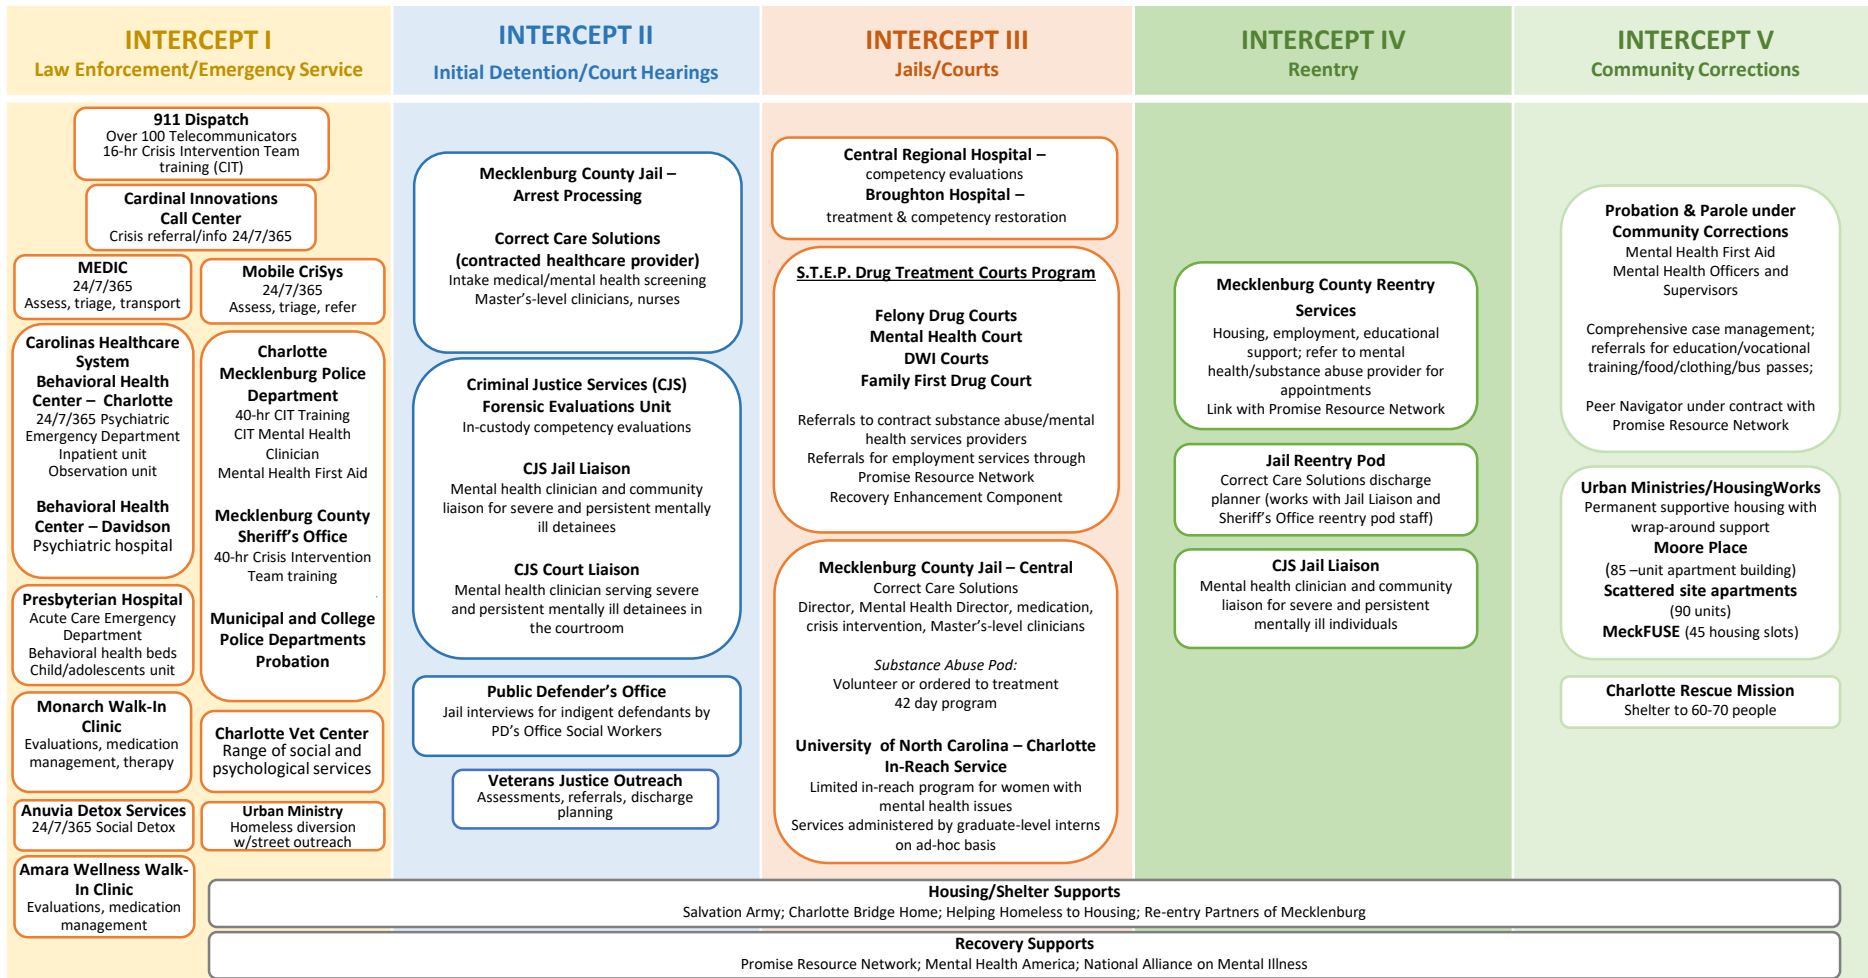 INTERCEPT I
Law Enforcement/Emergency Service
INTERCEPT II
Initial Detention/Court Hearings
INTERCEPT III
Jails/Courts
INTERCEPT IV
Reentry
INTERCEPT V
Community Corrections
911 Dispatch
Over 100 Telecommunicators
16-hr Crisis Intervention Team
training (CIT)
Cardinal Innovations
Call Center
Crisis referral/info 24/7/365
MEDIC
24/7/365
Assess, triage, transport
Mobile CriSys
24/7/365
Assess, triage, refer
Carolinas Healthcare
System
Behavioral Health
Center – Charlotte
24/7/365 Psychiatric
Emergency Department
Inpatient unit
Observation unit
Behavioral Health
Center – Davidson
Psychiatric hospital
Charlotte
Mecklenburg Police
Department
40-hr CIT Training
CIT Mental Health
Clinician
Mental Health First Aid
Mecklenburg County
Sheriff's Office
40-hr Crisis Intervention
Team training
Municipal and College
Police Departments
Probation
Presbyterian Hospital
Acute Care Emergency
Department
Behavioral health beds
Child/adolescents unit
Monarch Walk-In
Clinic
Evaluations, medication
management, therapy
Charlotte Vet Center
Range of social and
psychological services
Anuvia Detox Services
24/7/365 Social Detox
Urban Ministry
Homeless diversion
w/street outreach
Amara Wellness Walk-
In Clinic
Evaluations, medication
management
Mecklenburg County Jail –
Arrest Processing
Correct Care Solutions
(contracted healthcare provider)
Intake medical/mental health screening
Master's-level clinicians, nurses
Criminal Justice Services (CJS)
Forensic Evaluations Unit
In-custody competency evaluations
CJS Jail Liaison
Mental health clinician and community
liaison for severe and persistent mentally
ill detainees
CJS Court Liaison
Mental health clinician serving severe
and persistent mentally ill detainees in
the courtroom
Public Defender's Office
Jail interviews for indigent defendants by
PD's Office Social Workers
Veterans Justice Outreach
Assessments, referrals, discharge
planning
Central Regional Hospital –
competency evaluations
Broughton Hospital –
treatment & competency restoration
S.T.E.P. Drug Treatment Courts Program
Felony Drug Courts
Mental Health Court
DWI Courts
Family First Drug Court
Referrals to contract substance abuse/mental
health services providers
Referrals for employment services through
Promise Resource Network
Recovery Enhancement Component
Mecklenburg County Jail – Central
Correct Care Solutions
Director, Mental Health Director, medication,
crisis intervention, Master's-level clinicians
Substance Abuse Pod:
Volunteer or ordered to treatment
42 day program
University of North Carolina – Charlotte
In-Reach Service
Limited in-reach program for women with
mental health issues
Services administered by graduate-level interns
on ad-hoc basis
Mecklenburg County Reentry
Services
Housing, employment, educational
support; refer to mental
health/substance abuse provider for
appointments
Link with Promise Resource Network
Jail Reentry Pod
Correct Care Solutions discharge
planner (works with Jail Liaison and
Sheriff's Office reentry pod staff)
CJS Jail Liaison
Mental health clinician and community
liaison for severe and persistent
mentally ill individuals
Probation & Parole under
Community Corrections
Mental Health First Aid
Mental Health Officers and
Supervisors
Comprehensive case management;
referrals for education/vocational
training/food/clothing/bus passes;
Peer Navigator under contract with
Promise Resource Network
Urban Ministries/HousingWorks
Permanent supportive housing with
wrap-around support
Moore Place
(85 –unit apartment building)
Scattered site apartments
(90 units)
MeckFUSE (45 housing slots)
Charlotte Rescue Mission
Shelter to 60-70 people
Housing/Shelter Supports
Salvation Army; Charlotte Bridge Home; Helping Homeless to Housing; Re-entry Partners of Mecklenburg
Recovery Supports
Promise Resource Network; Mental Health America; National Alliance on Mental Illness